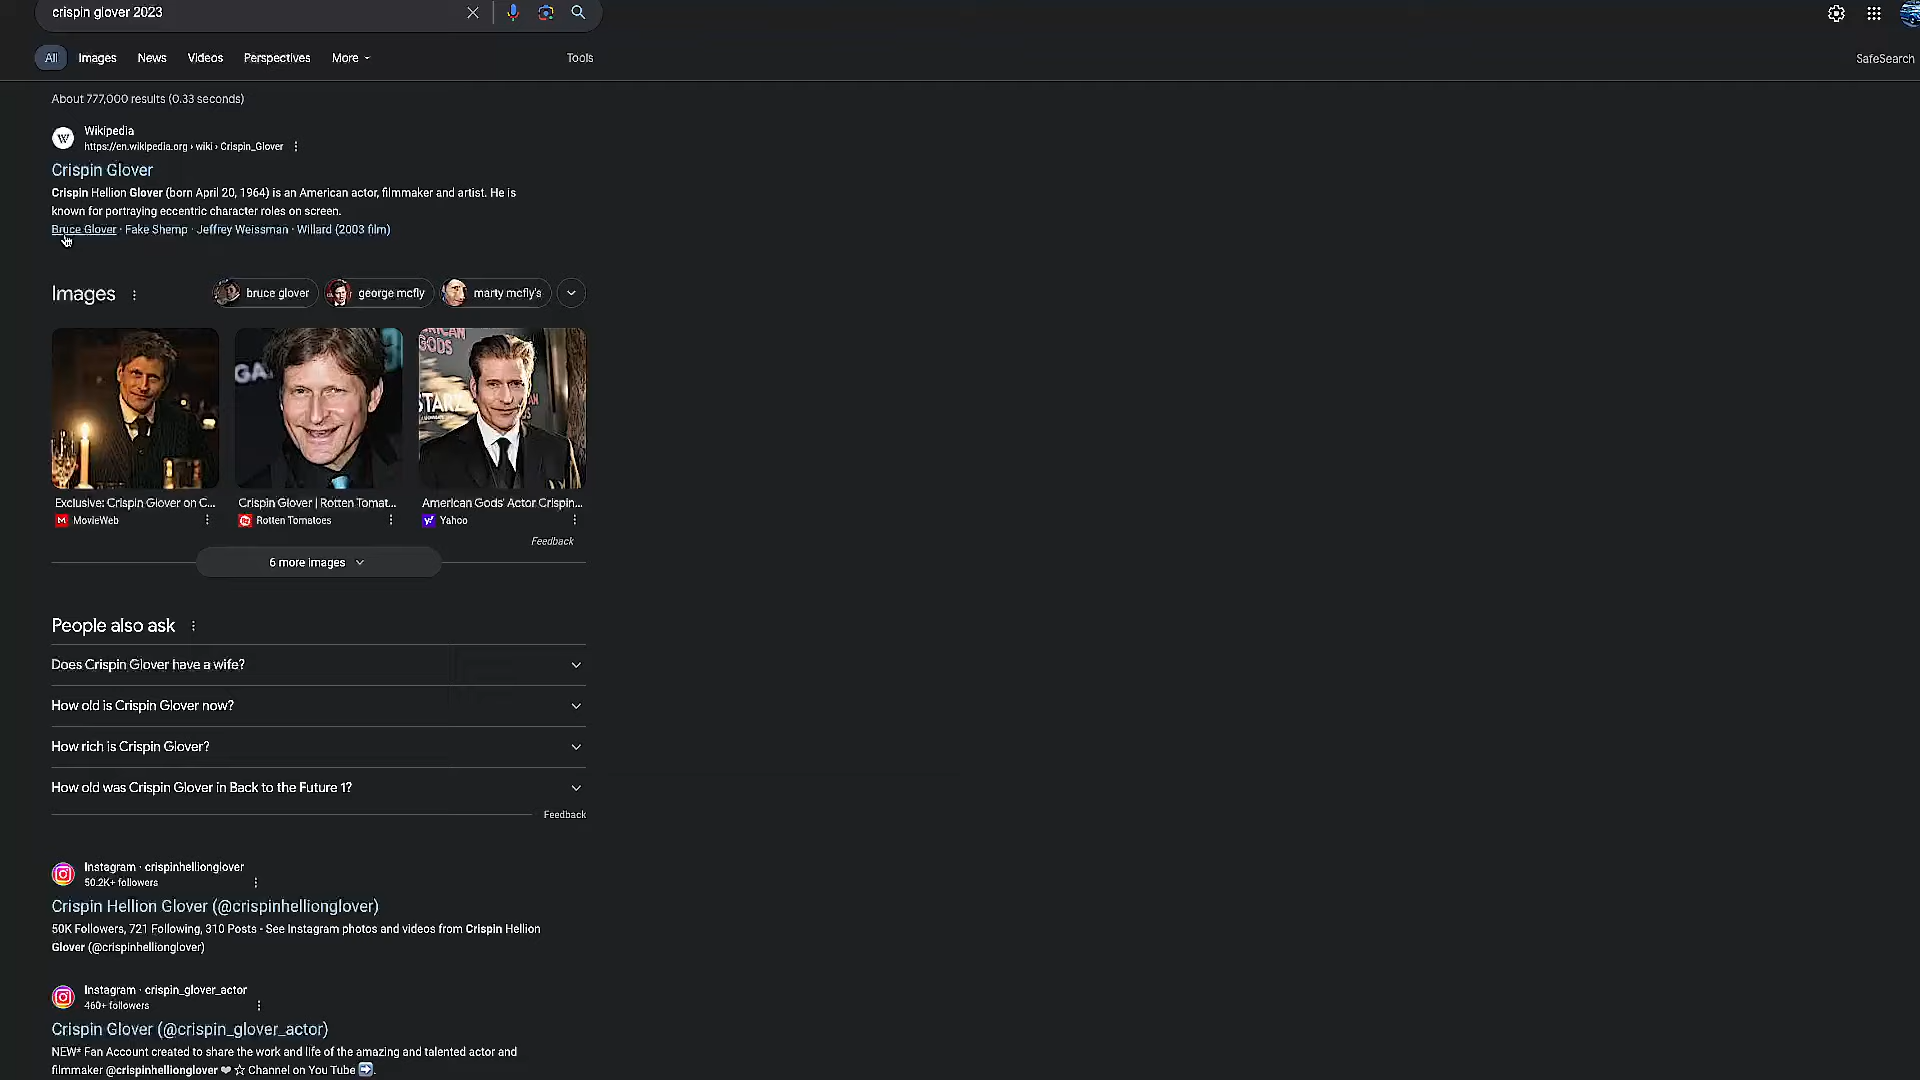 crispin glover 2023
All Images News Videos Perspectives More Tools SafeSearch
About 777,000 results (0.33 seconds)
Wikipedia
https://en.wikipedia.org › wiki › Crispin_Glover
Crispin Glover
Crispin Hellion Glover (born April 20, 1964) is an American actor, filmmaker and artist. He is
known for portraying eccentric character roles on screen.
Bruce Glover · Fake Shemp · Jeffrey Weissman · Willard (2003 film)
Images bruce glover george mcfly marty mcfly's
GA
RICAN
GODS
STARZ
Exclusive: Crispin Glover on C... Crispin Glover | Rotten Tomat... American Gods' Actor Crispin...
MovieWeb Rotten Tomatoes Yahoo
Feedback
6 more images
People also ask
Does Crispin Glover have a wife?
How old is Crispin Glover now?
How rich is Crispin Glover?
How old was Crispin Glover in Back to the Future 1?
Feedback
Instagram · crispinhellionglover
50.2K+ followers
Crispin Hellion Glover (@crispinhellionglover)
50K Followers, 721 Following, 310 Posts - See Instagram photos and videos from Crispin Hellion
Glover (@crispinhellionglover)
Instagram · crispin_glover_actor
460+ followers
Crispin Glover (@crispin_glover_actor)
NEW* Fan Account created to share the work and life of the amazing and talented actor and
filmmaker @crispinhellionglover ❤ ☆ Channel on You Tube ➡